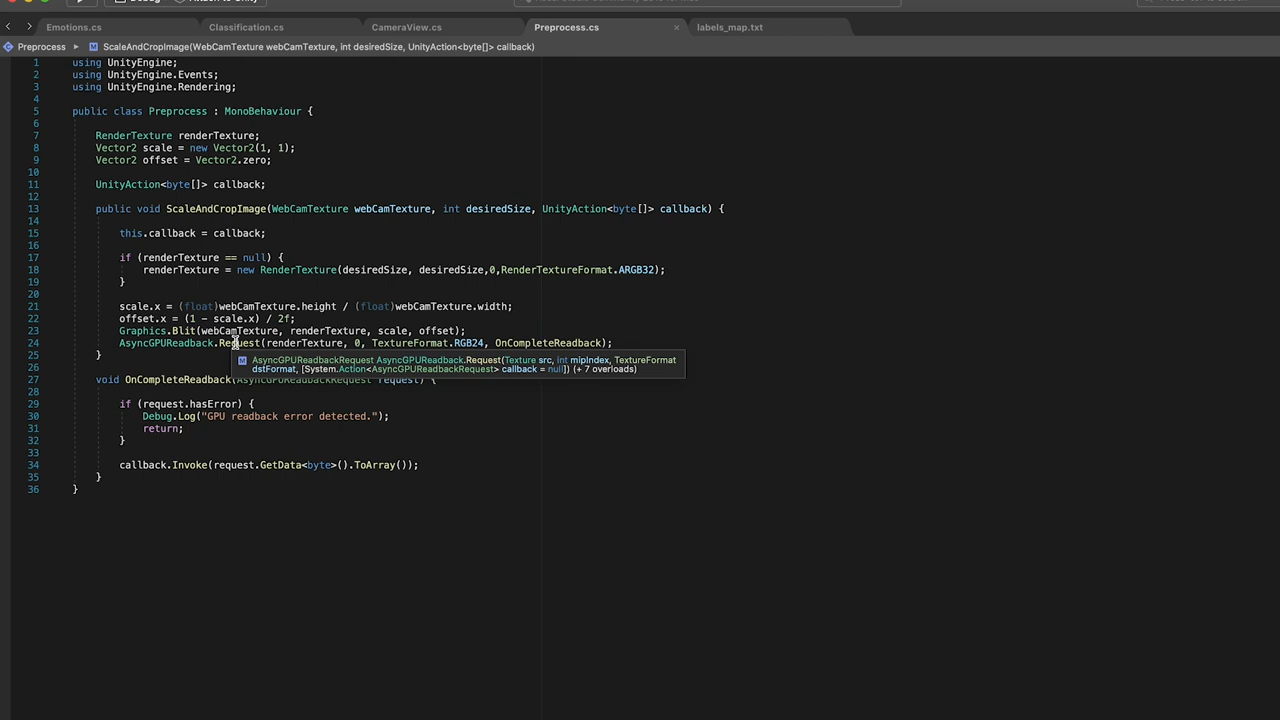 Emotions.cs Classification.cs CameraView.cs Preprocess.cs × labels_map.txt
Preprocess ▸ M ScaleAndCropImage(WebCamTexture webCamTexture, int desiredSize, UnityAction<byte[]> callback)
1 using UnityEngine;
2 using UnityEngine.Events;
3 using UnityEngine.Rendering;
4
5 public class Preprocess : MonoBehaviour {
6
7 RenderTexture renderTexture;
8 Vector2 scale = new Vector2(1, 1);
9 Vector2 offset = Vector2.zero;
10
11 UnityAction<byte[]> callback;
12
13 public void ScaleAndCropImage(WebCamTexture webCamTexture, int desiredSize, UnityAction<byte[]> callback) {
14
15 this.callback = callback;
16
17 if (renderTexture == null) {
18 renderTexture = new RenderTexture(desiredSize, desiredSize,0,RenderTextureFormat.ARGB32);
19 }
20
21 scale.x = (float)webCamTexture.height / (float)webCamTexture.width;
22 offset.x = (1 - scale.x) / 2f;
23 Graphics.Blit(webCamTexture, renderTexture, scale, offset);
24 AsyncGPUReadback.Request(renderTexture, 0, TextureFormat.RGB24, OnCompleteReadback);
25 }
M AsyncGPUReadbackRequest AsyncGPUReadback.Request(Texture src, int mipIndex, TextureFormat
dstFormat, [System.Action<AsyncGPUReadbackRequest> callback = null]) (+ 7 overloads)
26
27 void OnCompleteReadback(AsyncGPUReadbackRequest request) {
28
29 if (request.hasError) {
30 Debug.Log("GPU readback error detected.");
31 return;
32 }
33
34 callback.Invoke(request.GetData<byte>().ToArray());
35 }
36 }